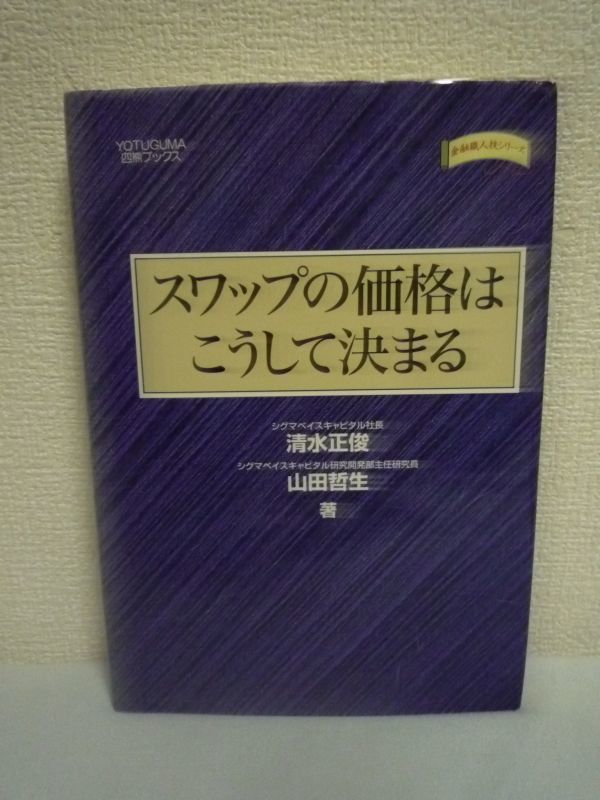 YOTUGUMA
四熊ブックス
金融職人技シリーズ
スワップの価格は
こうして決まる
シグマベイスキャピタル社長
清水正俊
シグマベイスキャピタル研究開発部主任研究員
山田哲生
著